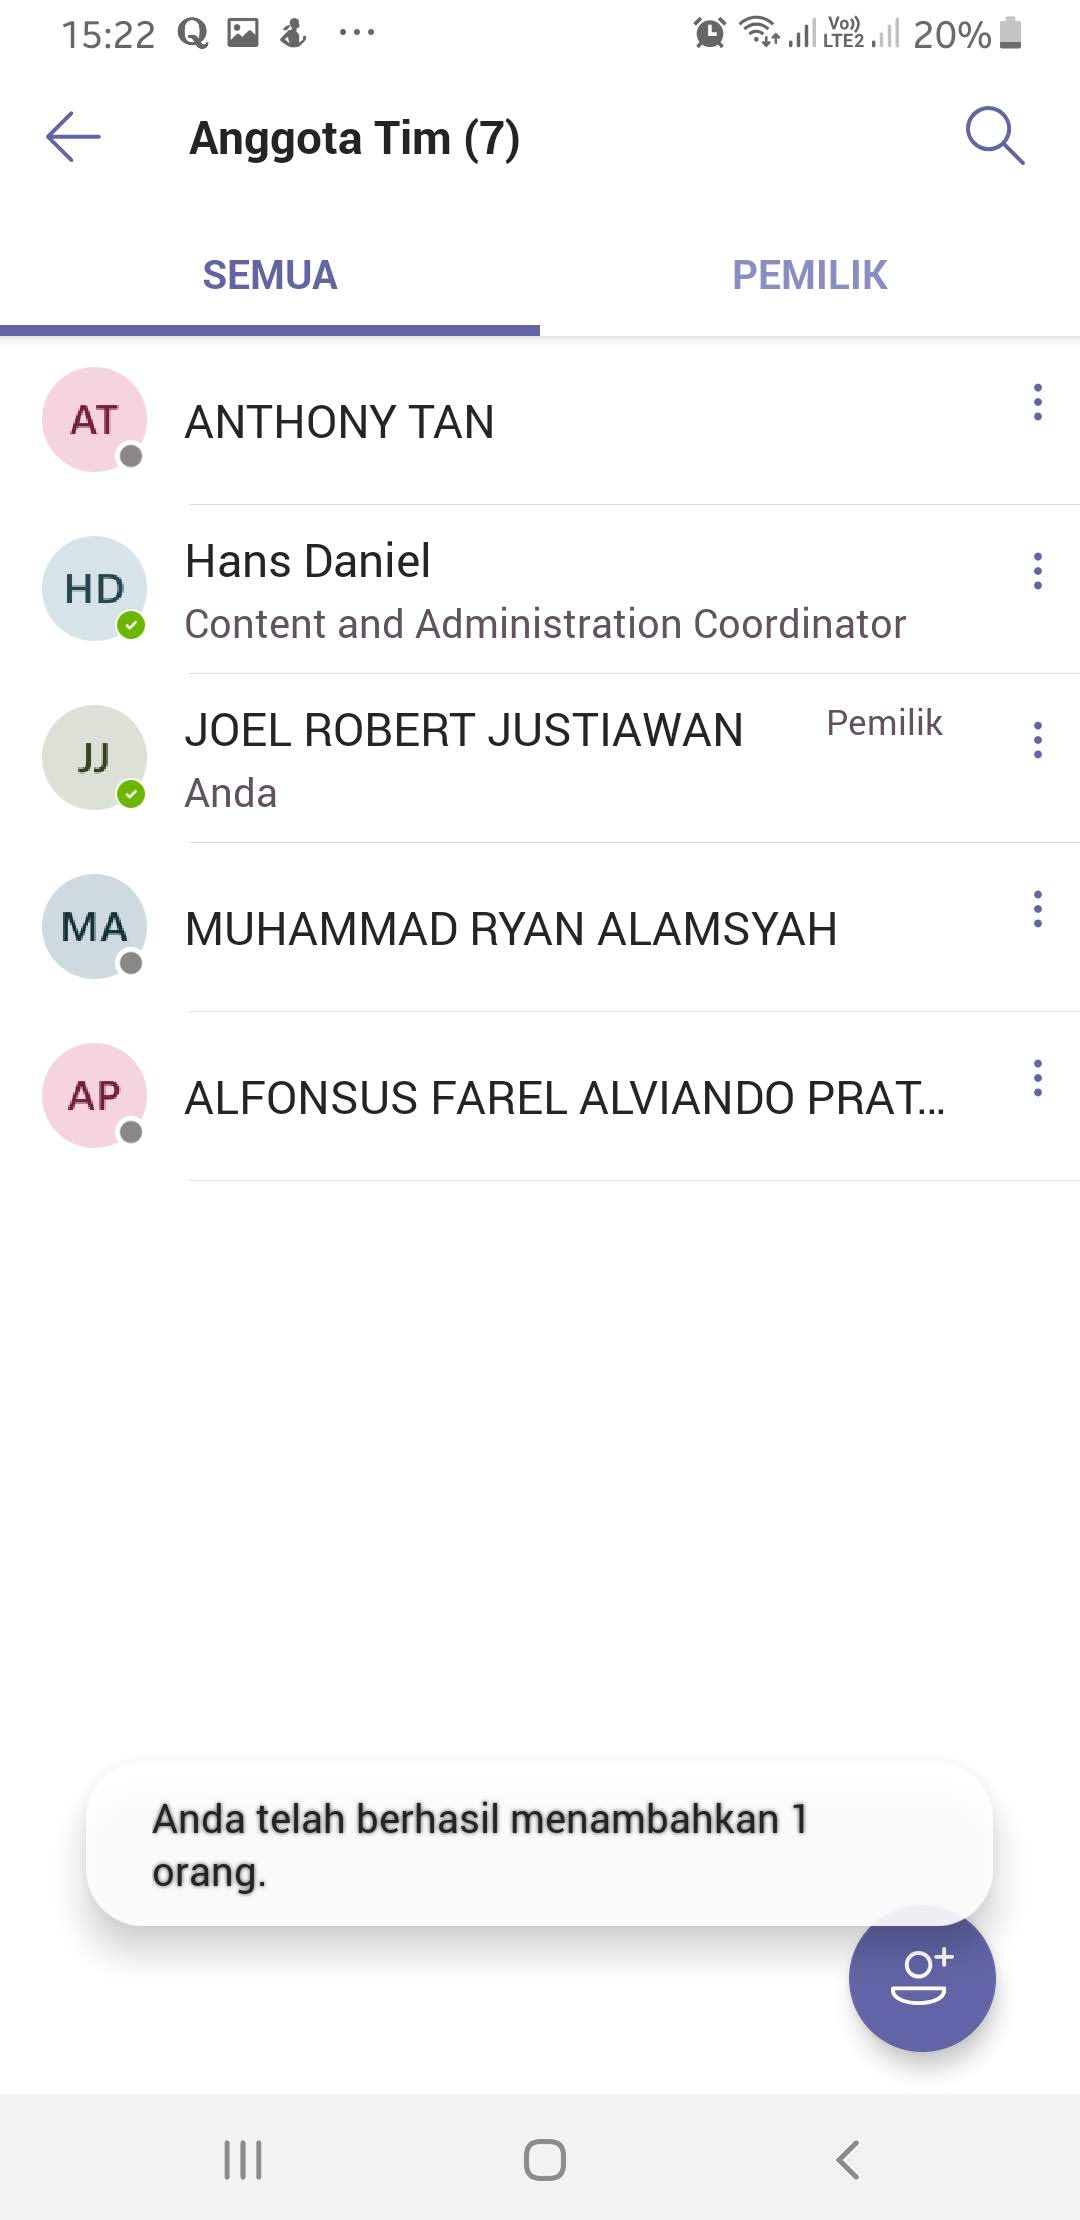 15:22 Q Vo)) LTE2 20%
Anggota Tim (7)
SEMUA PEMILIK
AT ANTHONY TAN
HD Hans Daniel
Content and Administration Coordinator
JJ JOEL ROBERT JUSTIAWAN Pemilik
Anda
MA MUHAMMAD RYAN ALAMSYAH
AP ALFONSUS FAREL ALVIANDO PRAT...
Anda telah berhasil menambahkan 1
orang.